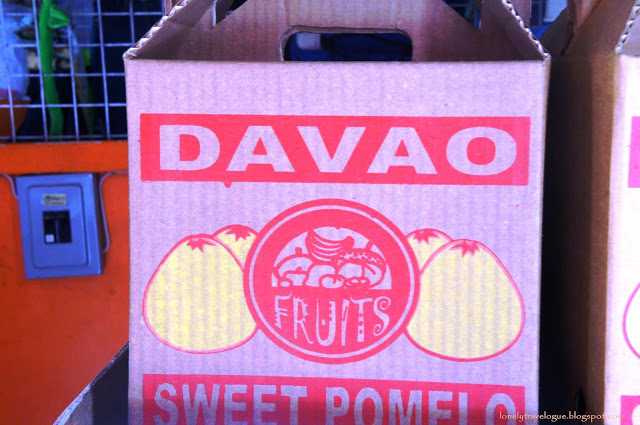 DAVAO
FRUITS
SWEET POMELO
lonelytravelogue.blogspot.com